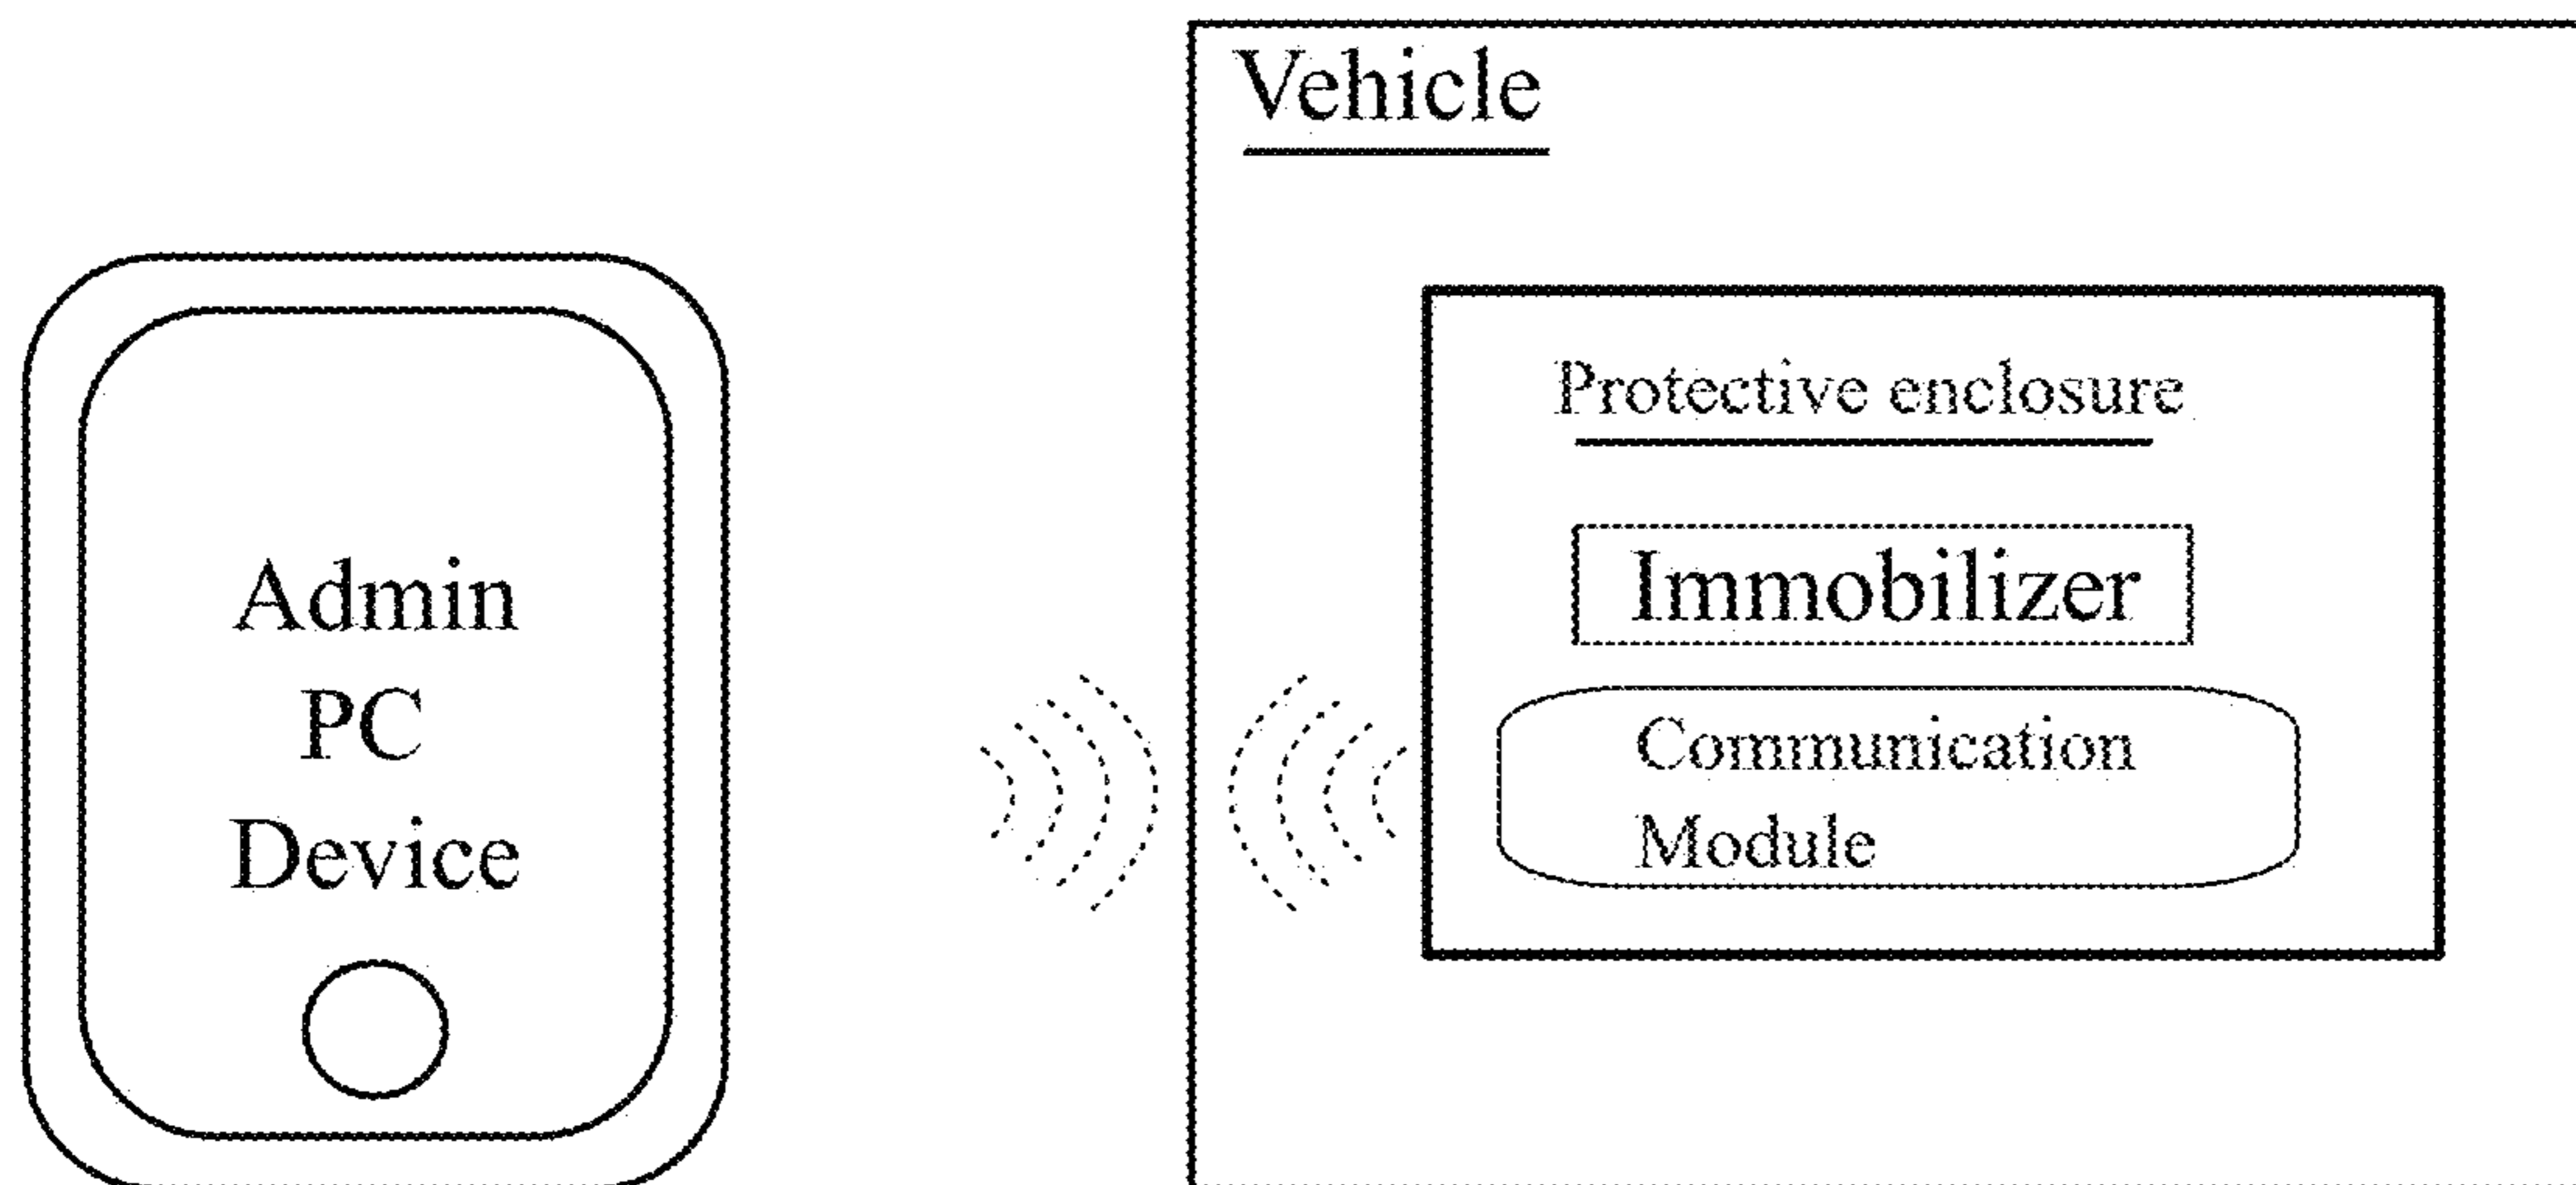 Vehicle
Protective enclosure
Immobilizer
Communication
Module
Admin
PC
Device